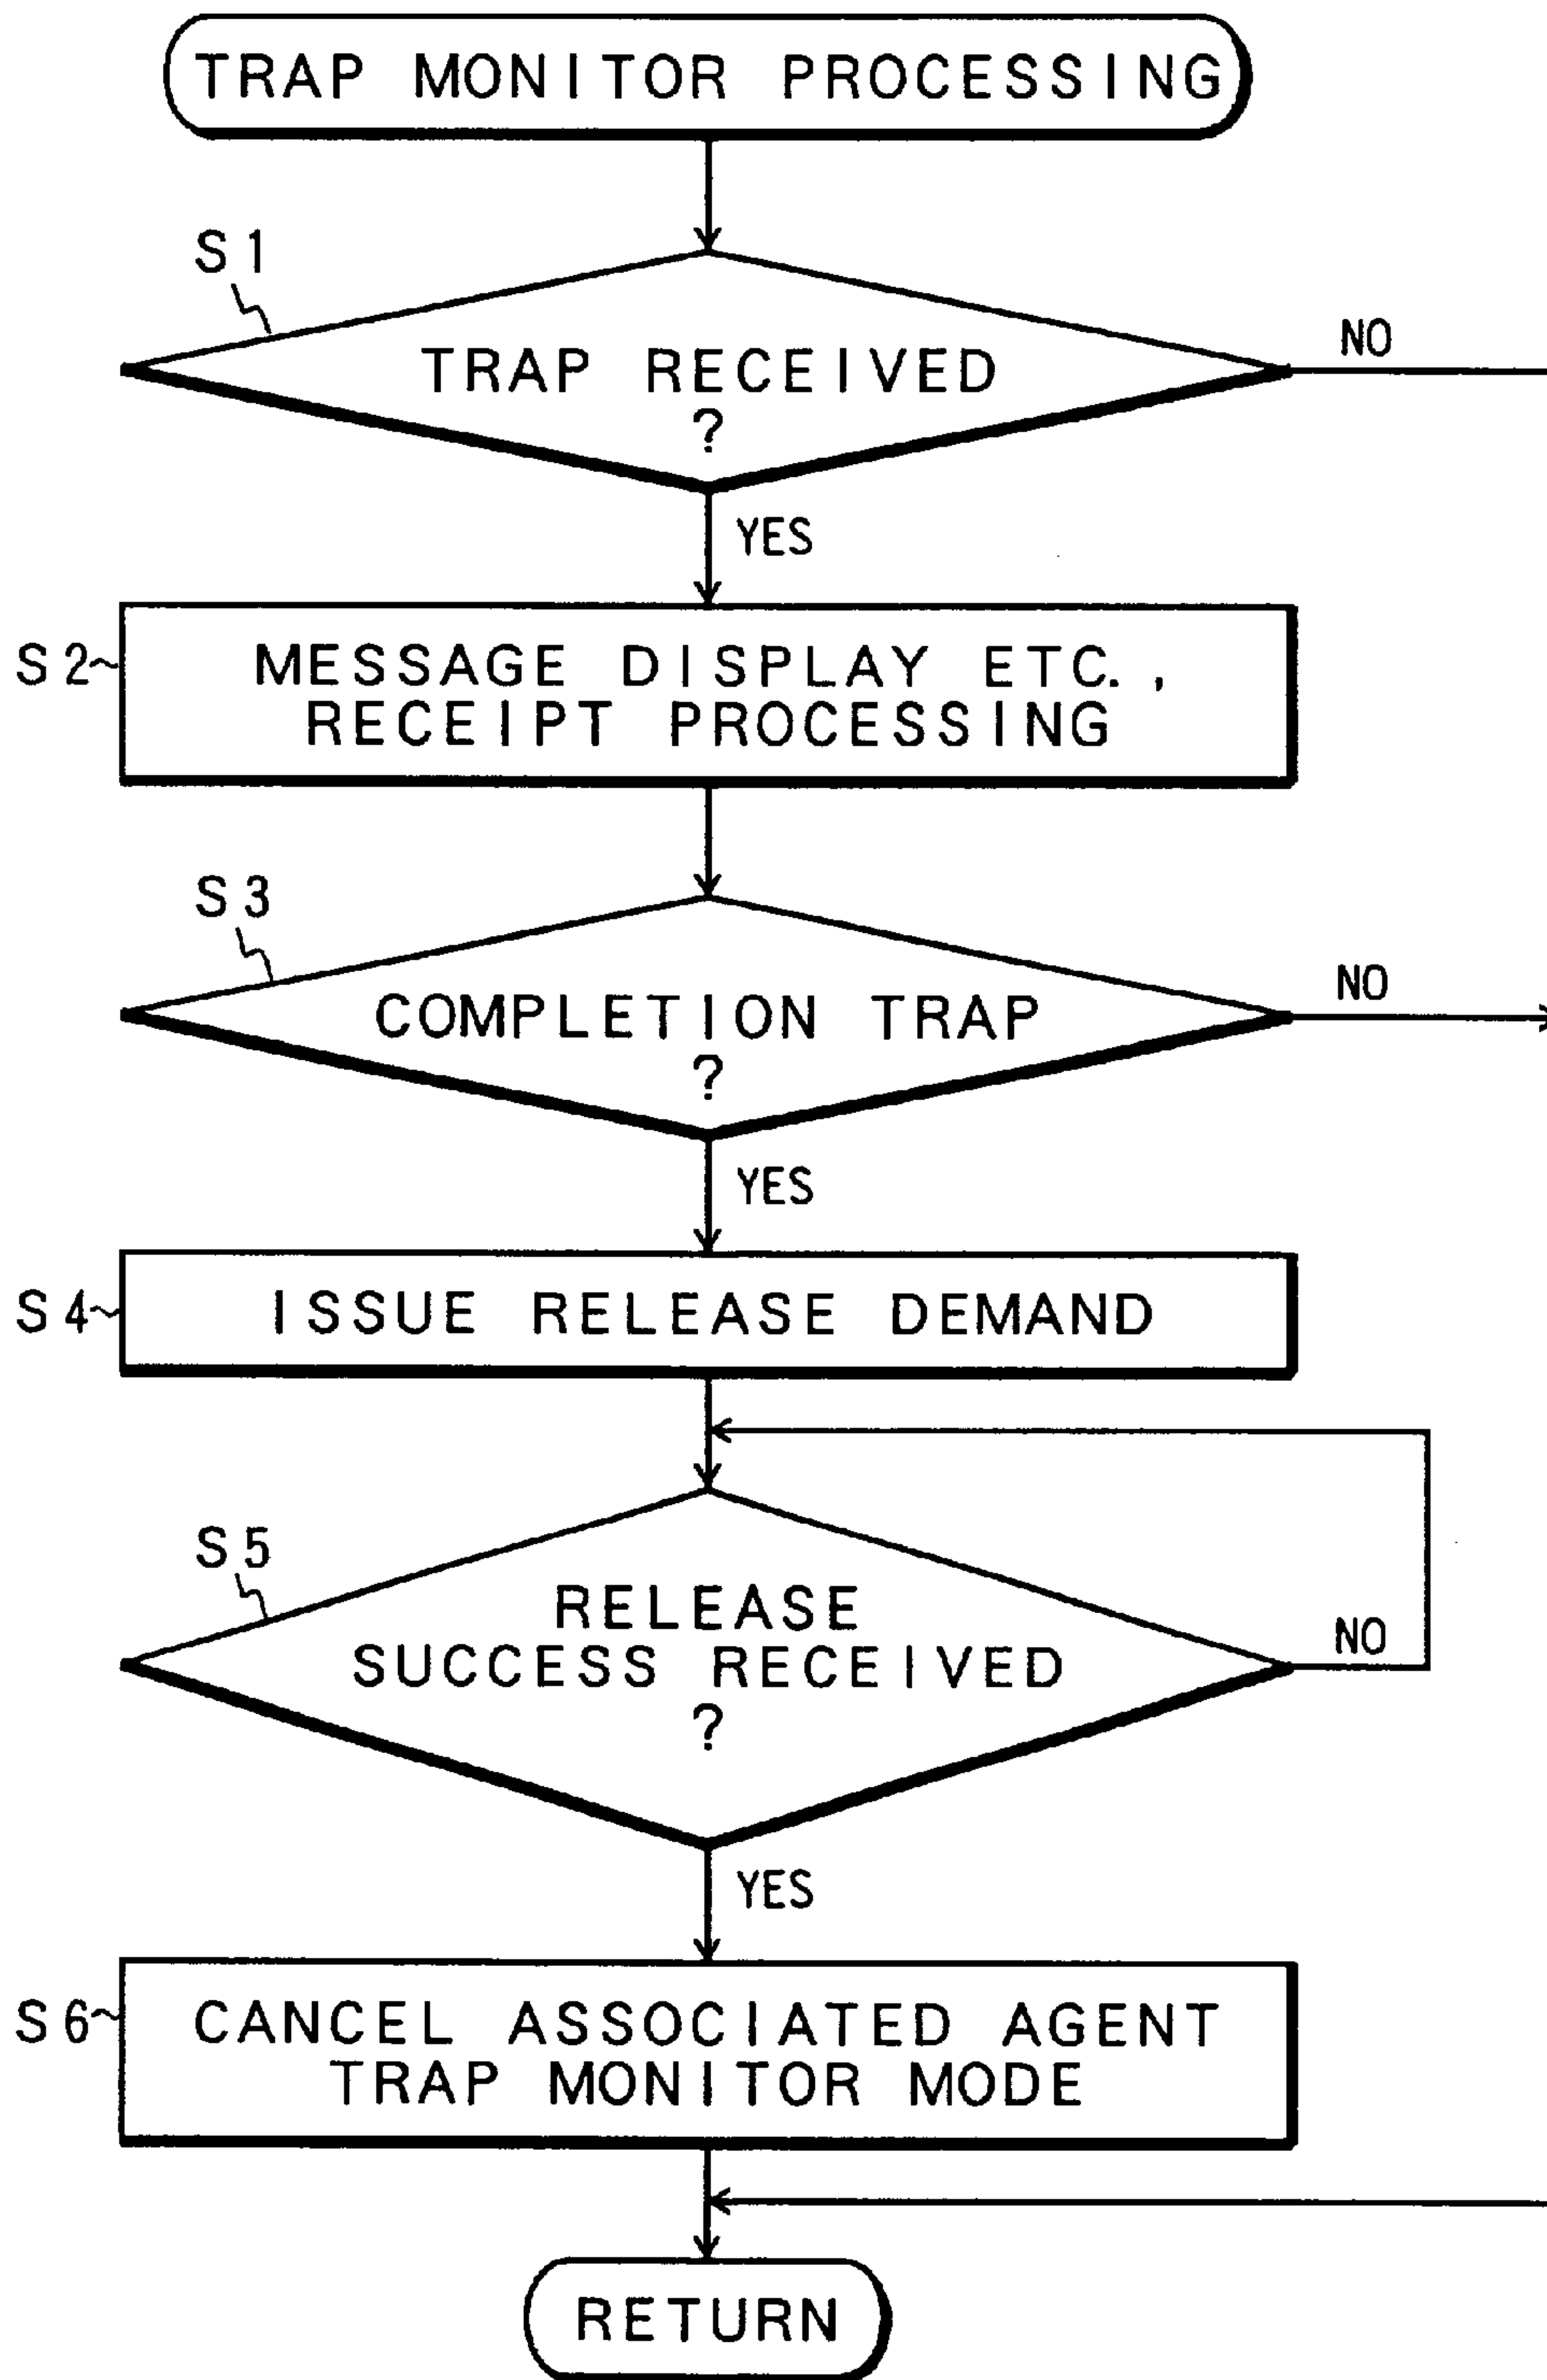 TRAP MONITOR PROCESSING
S1
TRAP RECEIVED
?
NO
YES
S2
MESSAGE DISPLAY ETC.,
RECEIPT PROCESSING
S3
COMPLETION TRAP
?
NO
YES
S4
ISSUE RELEASE DEMAND
S5
RELEASE
SUCCESS RECEIVED
?
NO
YES
S6
CANCEL ASSOCIATED AGENT
TRAP MONITOR MODE
RETURN